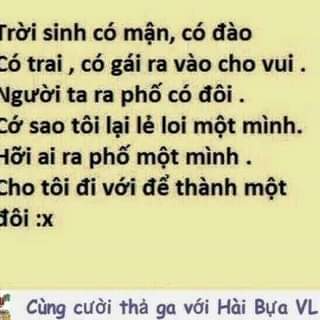 Trời sinh có mận, có đào
Có trai , có gái ra vào cho vui .
Người ta ra phố có đôi .
Cớ sao tôi lại lẻ loi một mình.
Hỡi ai ra phố một mình .
Cho tôi đi với để thành một
đôi :x
Cùng cười thả ga với Hài Bựa VL